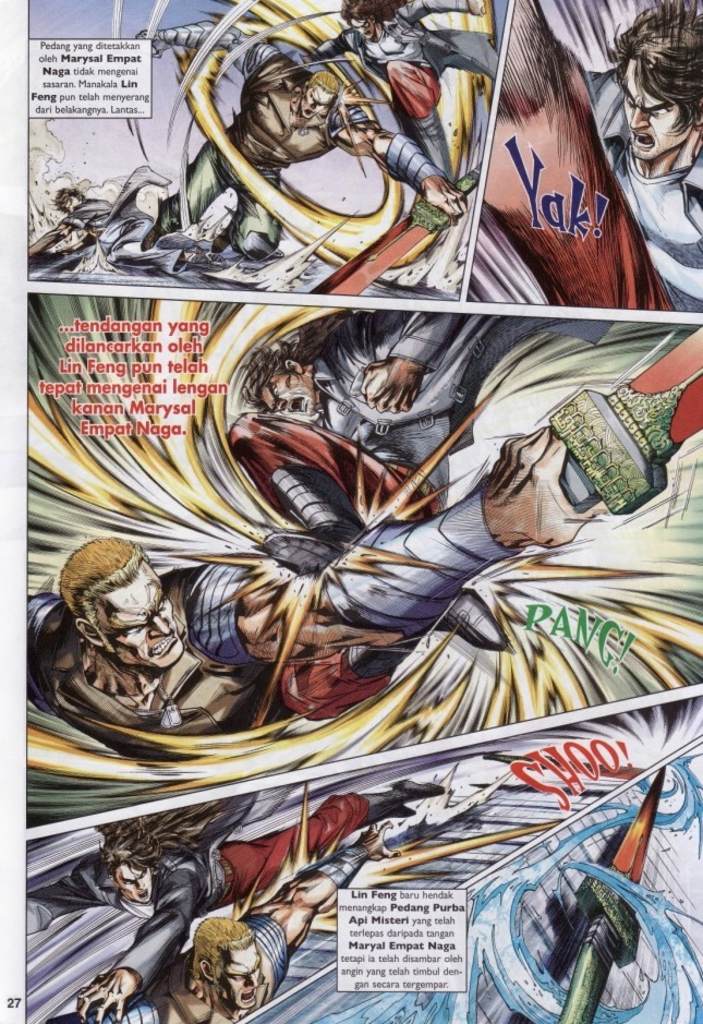 Pedang yang ditetakkan
oleh Marysal Empat
Naga tidak mengenai
sasaran. Manakala Lin
Feng pun telah menyerang
dari belakangnya. Lantas...
Yak!
...tendangan yang
dilancarkan oleh
Lin Feng pun telah
tepat mengenai lengan
kanan Marysal
Empat Naga.
PANG!
SHOO!
Lin Feng baru hendak
menangkap Pedang Purba
Api Misteri yang telah
terlepas daripada tangan
Maryal Empat Naga
tetapi ia telah disambar oleh
angin yang telah timbul den-
gan secara tergempar.
27